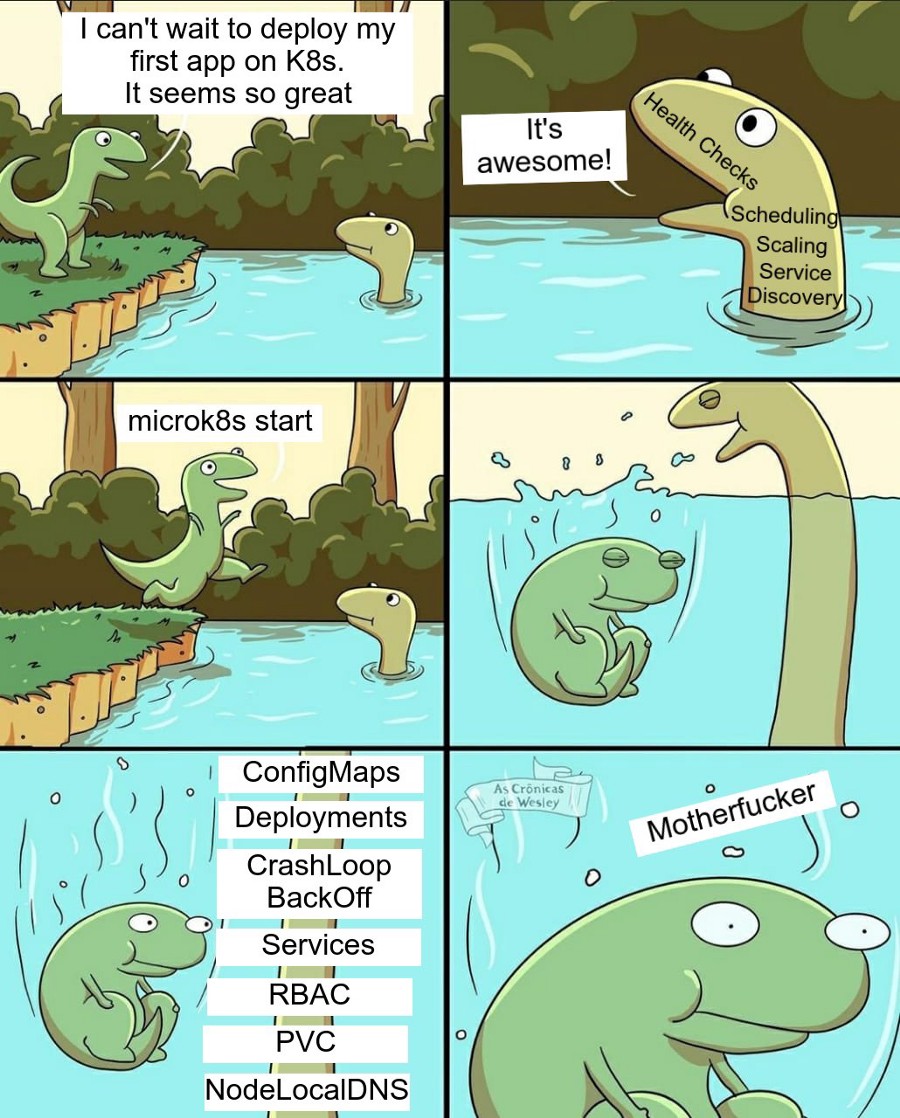 I can't wait to deploy my
first app on K8s.
It seems so great
It's
awesome!
Health Checks
Scheduling
Scaling
Service
Discovery
microk8s start
ConfigMaps
Deployments
CrashLoop
BackOff
Services
RBAC
PVC
NodeLocalDNS
As Crônicas
de Wesley
Motherfucker